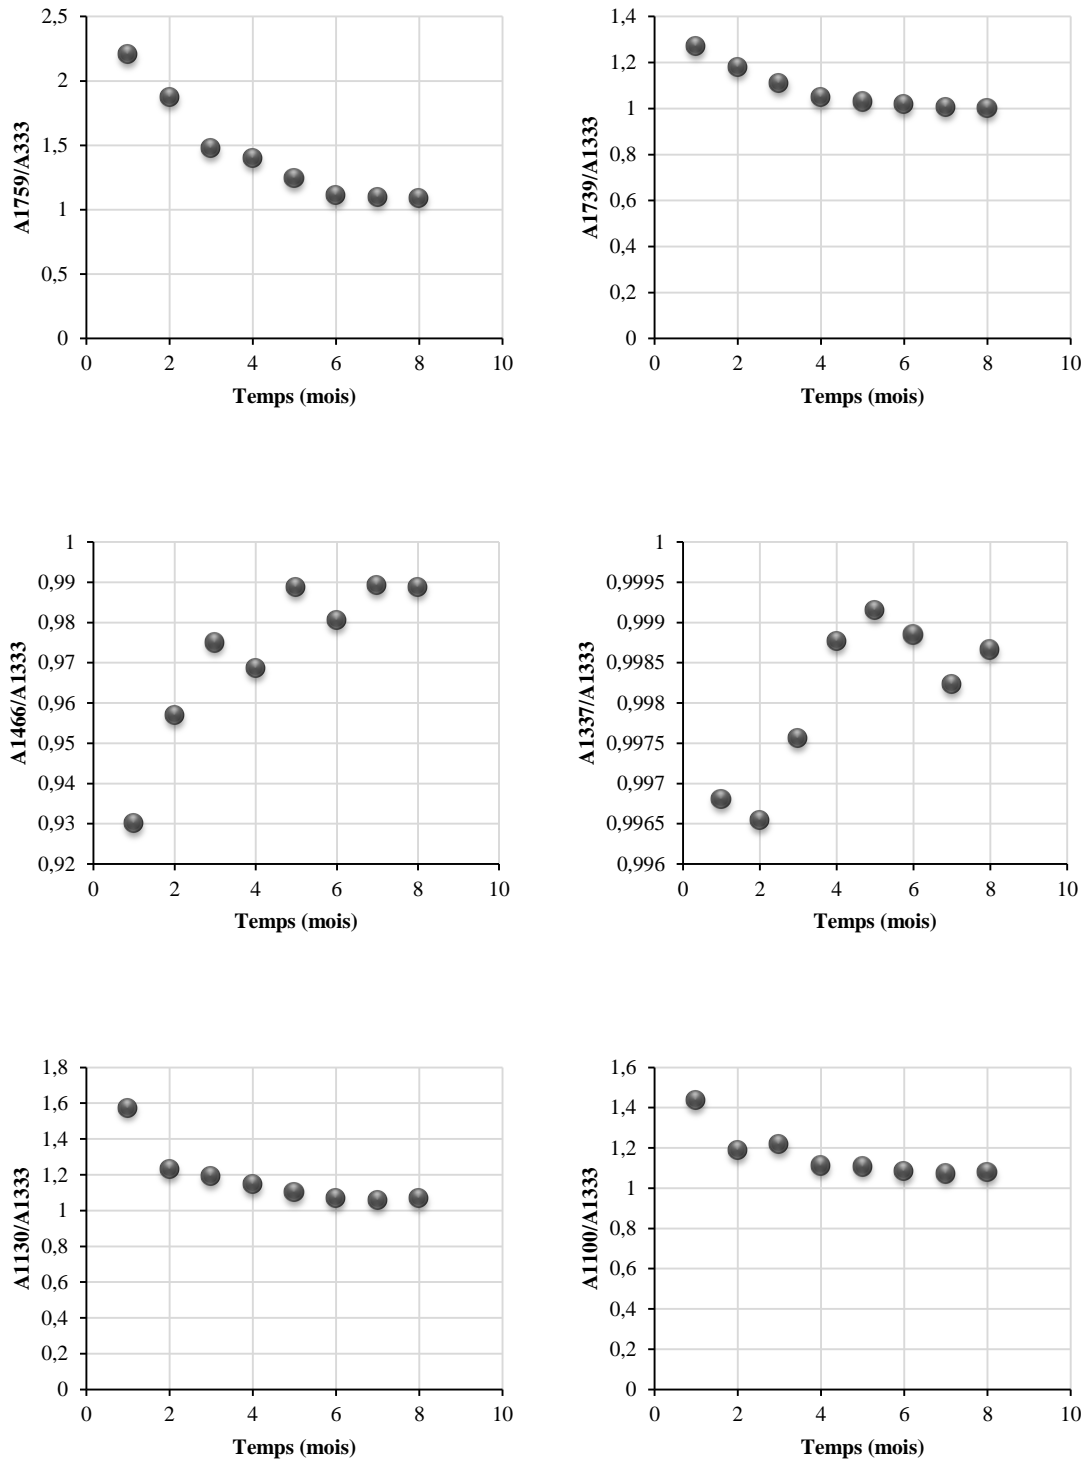 2,5
2
1,5
1
0,5
0
0 2 4 6 8 10
A1759/A333
Temps (mois)
1,4
1,2
1
0,8
0,6
0,4
0,2
0
0 2 4 6 8 10
A1739/A1333
Temps (mois)
1
0,99
0,98
0,97
0,96
0,95
0,94
0,93
0,92
0 2 4 6 8 10
A1466/A1333
Temps (mois)
1
0,9995
0,999
0,9985
0,998
0,9975
0,997
0,9965
0,996
0 2 4 6 8 10
A1337/A1333
Temps (mois)
1,8
1,6
1,4
1,2
1
0,8
0,6
0,4
0,2
0
0 2 4 6 8 10
A1130/A1333
Temps (mois)
1,6
1,4
1,2
1
0,8
0,6
0,4
0,2
0
0 2 4 6 8 10
A1100/A1333
Temps (mois)